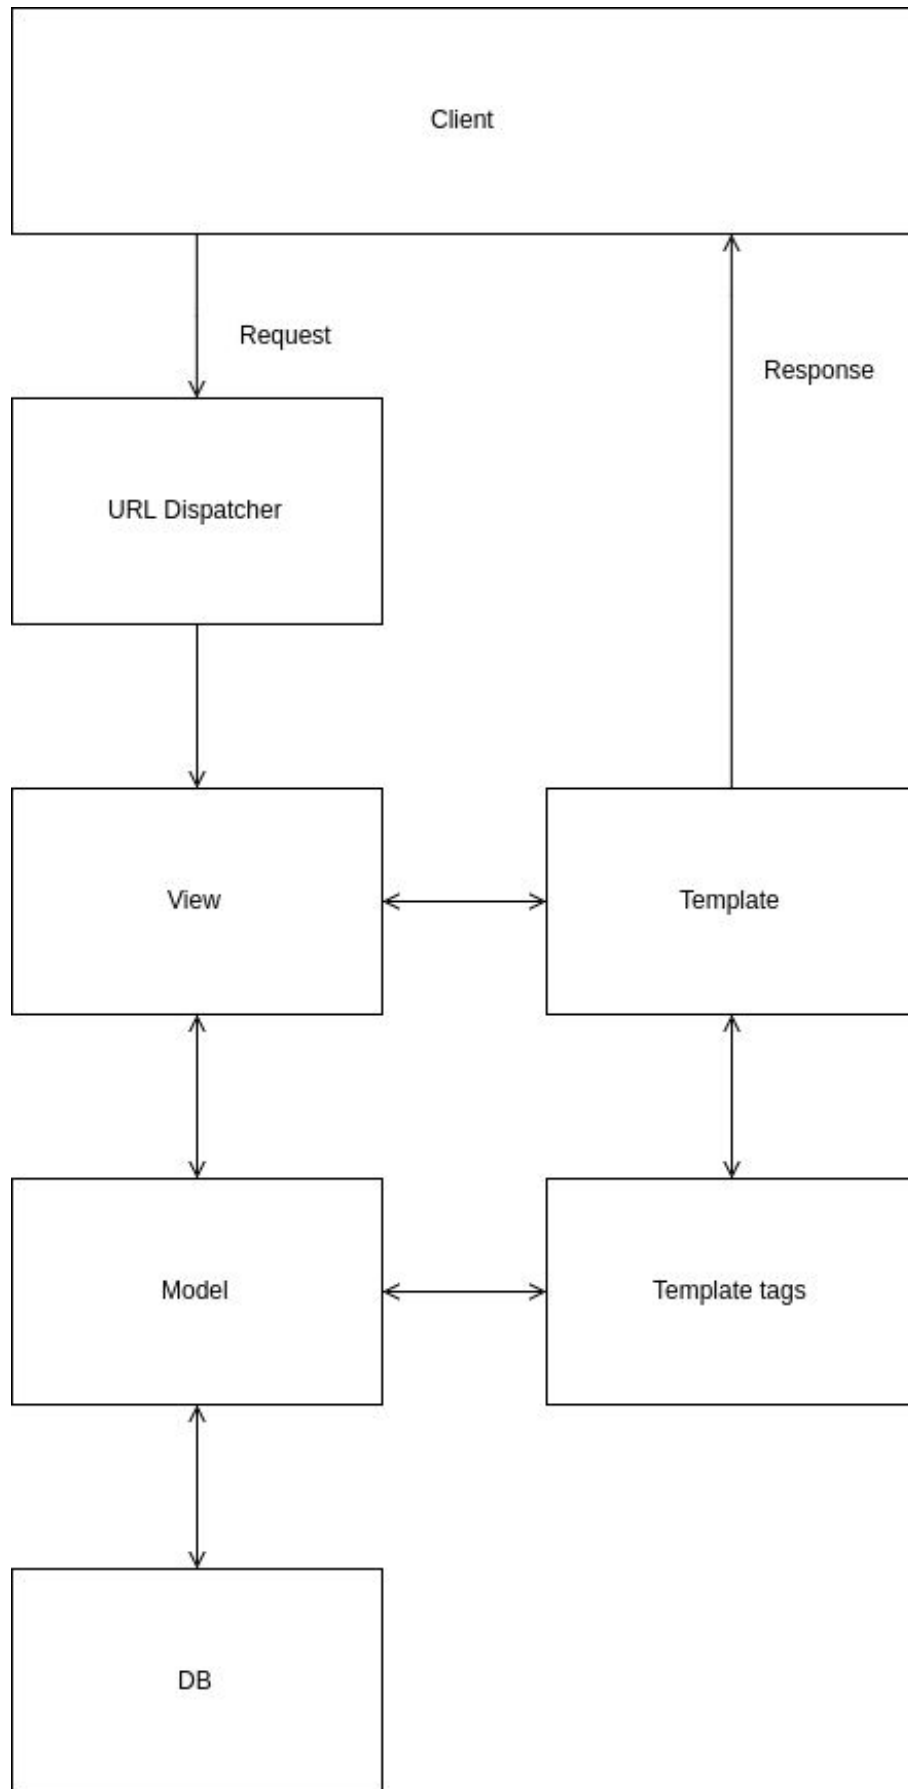 Client
Request
Response
URL Dispatcher
View
Template
Model
Template tags
DB